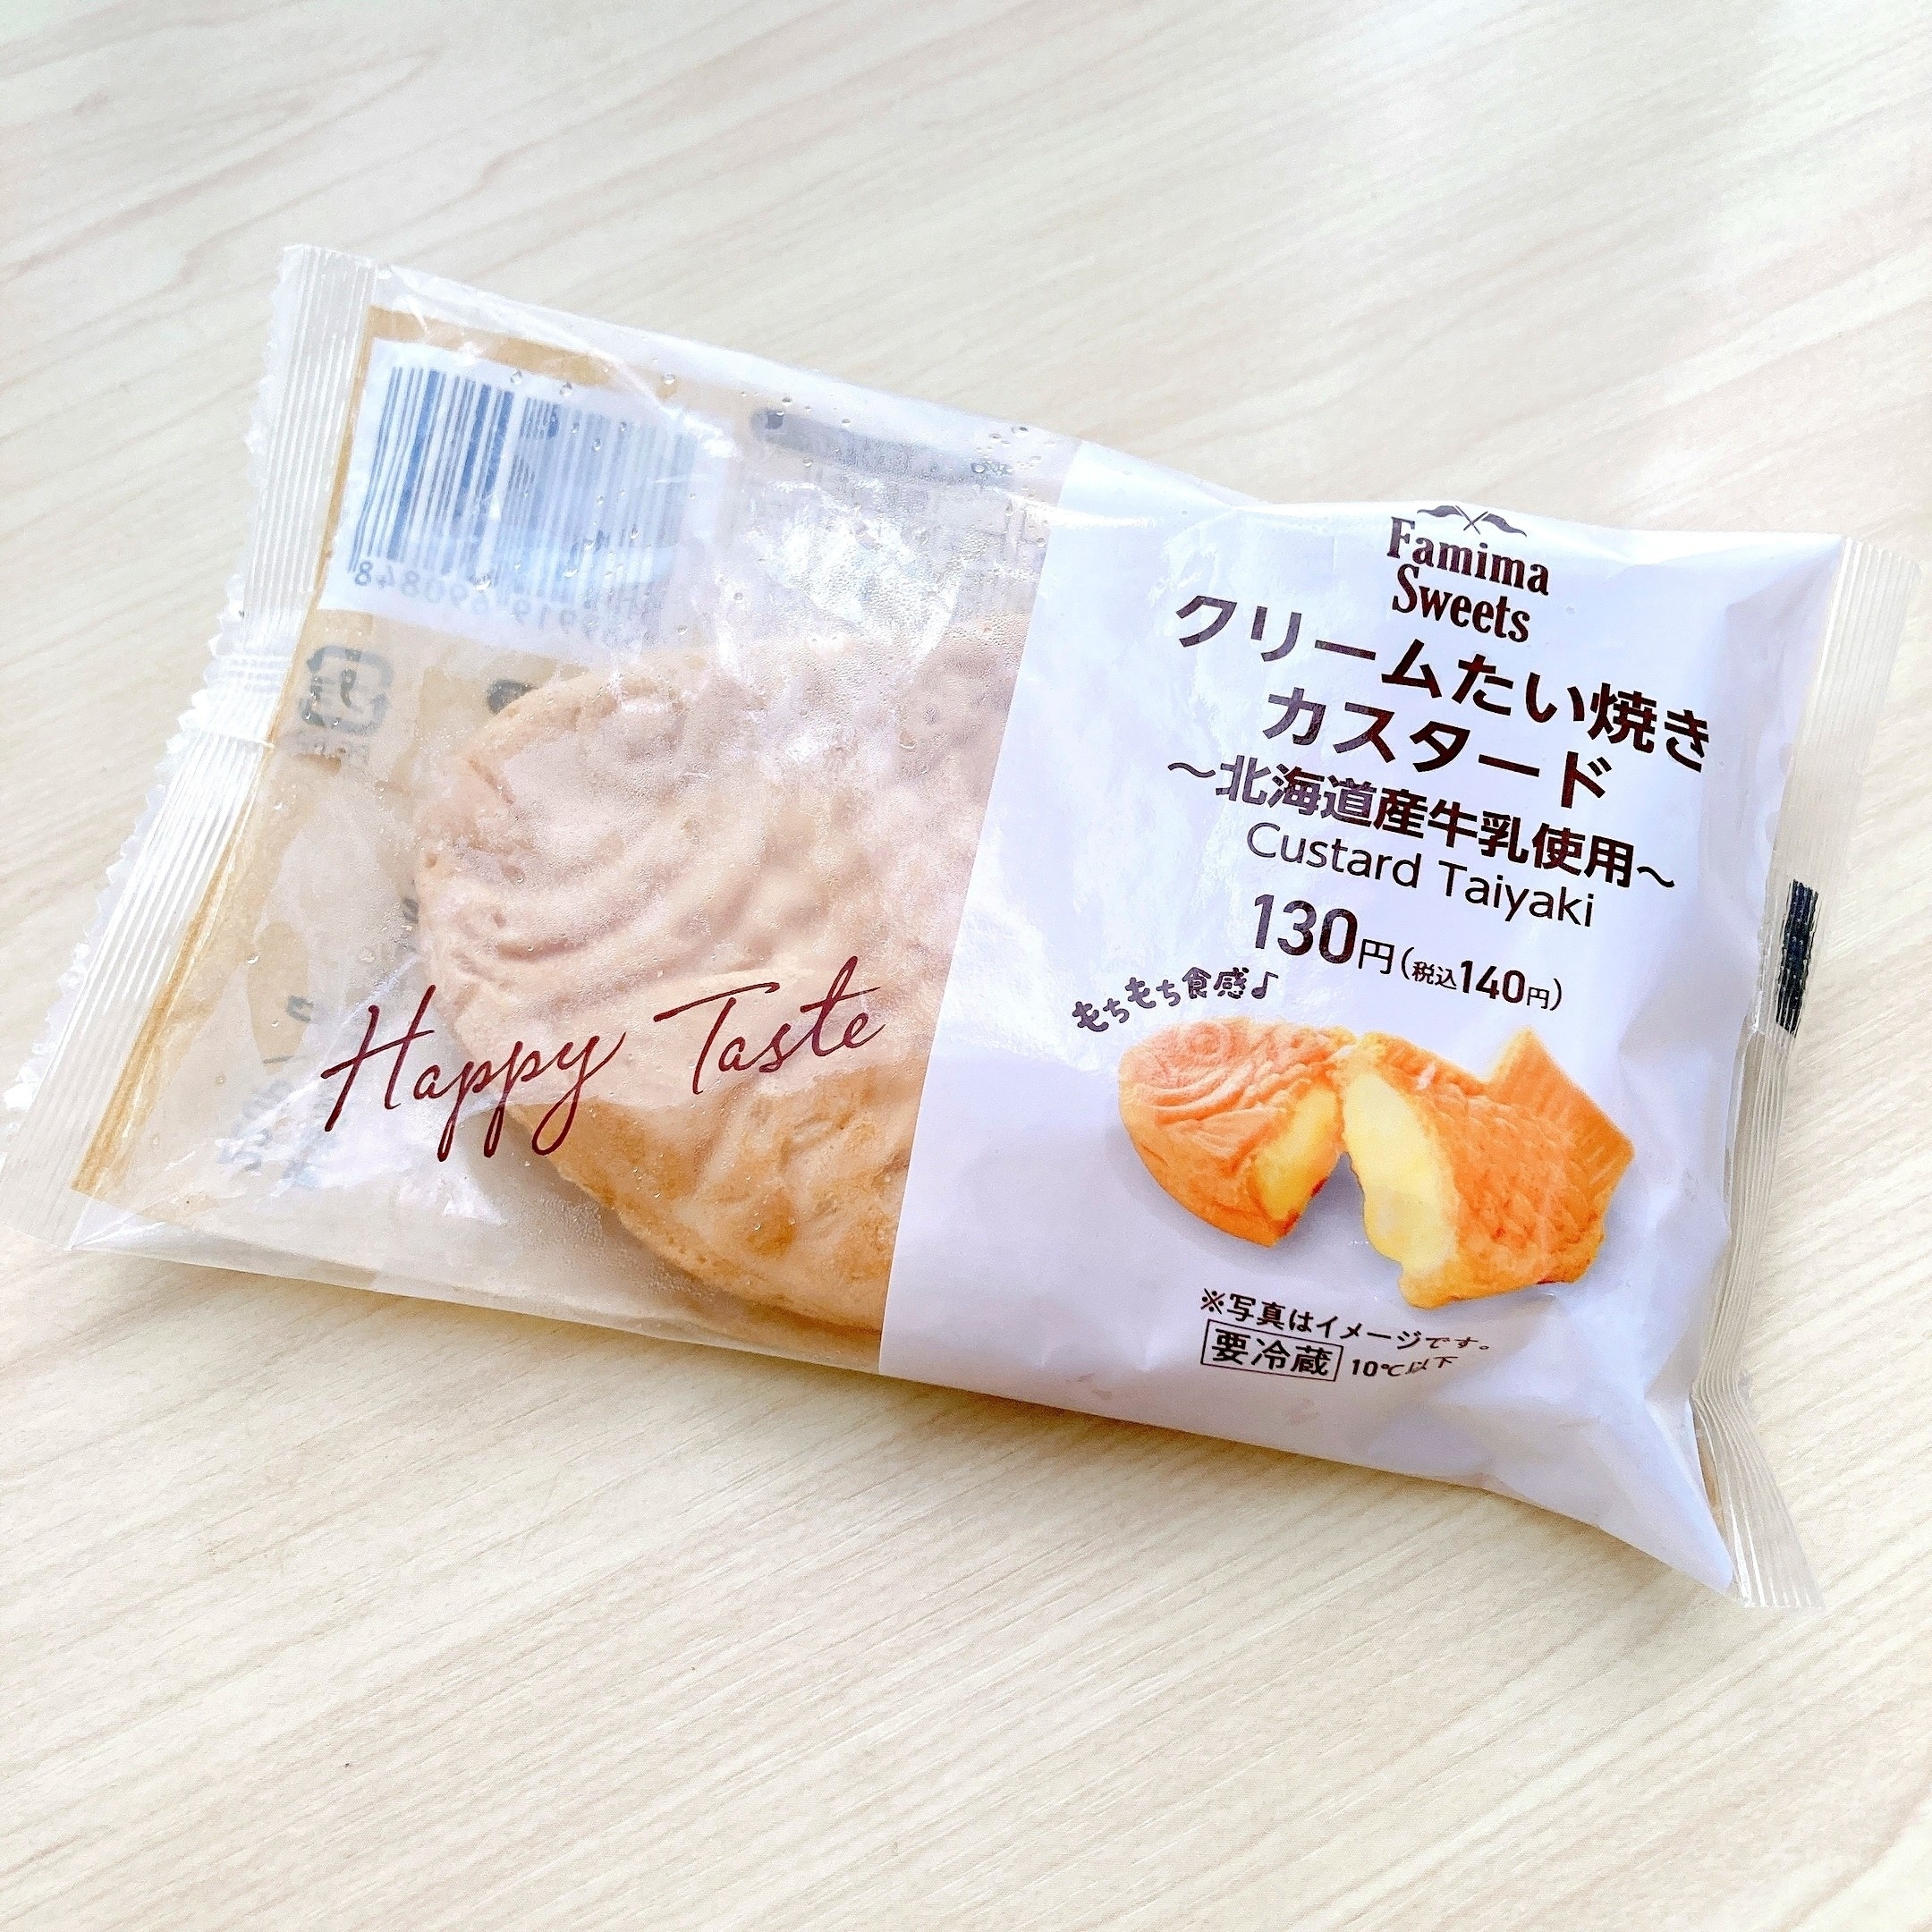 Famima
Sweets
クリームたい焼き
カスタード
～北海道産牛乳使用～
Custard Taiyaki
130円(税込140円)
もちもち食感♪
※写真はイメージです。
要冷蔵 10℃以下
Happy Taste